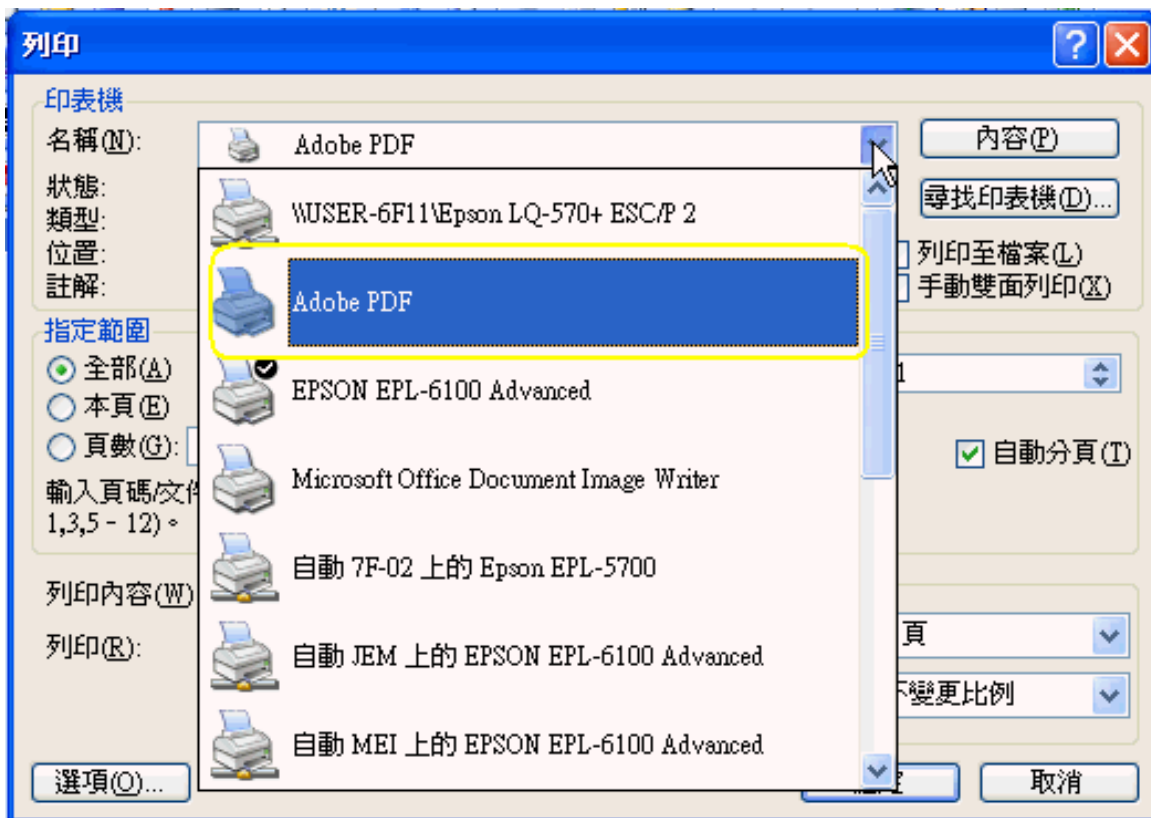 列印
印表機
名稱(N):
Adobe PDF
內容(P)
狀態:
\\USER-6F11\Epson LQ-570+ ESC/P 2
尋找印表機(D)...
類型:
位置:
列印至檔案(L)
註解:
Adobe PDF
手動雙面列印(X)
指定範圍
全部(A)
EPSON EPL-6100 Advanced
1
本頁(E)
頁數(G):
自動分頁(T)
Microsoft Office Document Image Writer
輸入頁碼/文件
1,3,5 - 12)。
自動 7F-02 上的 Epson EPL-5700
列印內容(W)
列印(R):
自動 JEM 上的 EPSON EPL-6100 Advanced
頁
不變更比例
自動 MEI 上的 EPSON EPL-6100 Advanced
選項(O)...
取消